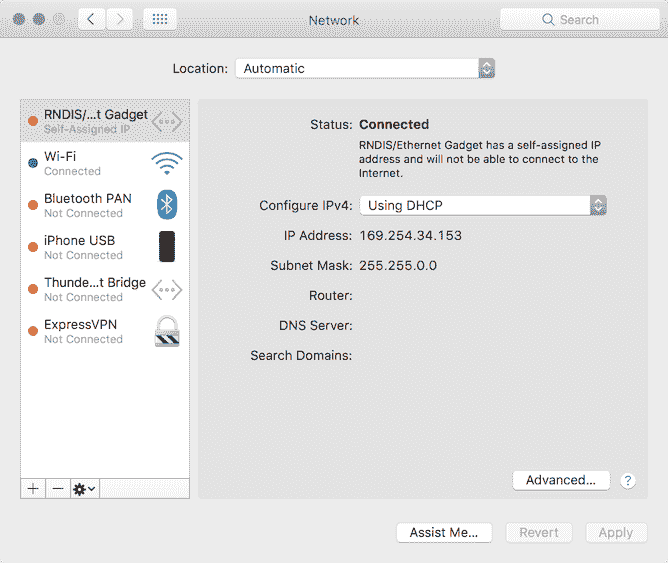 Network
Search
Location: Automatic
RNDIS/...t Gadget
Self-Assigned IP
Wi-Fi
Connected
Bluetooth PAN
Not Connected
iPhone USB
Not Connected
Thunde...t Bridge
Not Connected
ExpressVPN
Not Connected
Status: Connected
RNDIS/Ethernet Gadget has a self-assigned IP
address and will not be able to connect to the
Internet.
Configure IPv4: Using DHCP
IP Address: 169.254.34.153
Subnet Mask: 255.255.0.0
Router:
DNS Server:
Search Domains:
Advanced...
?
Assist Me...
Revert
Apply